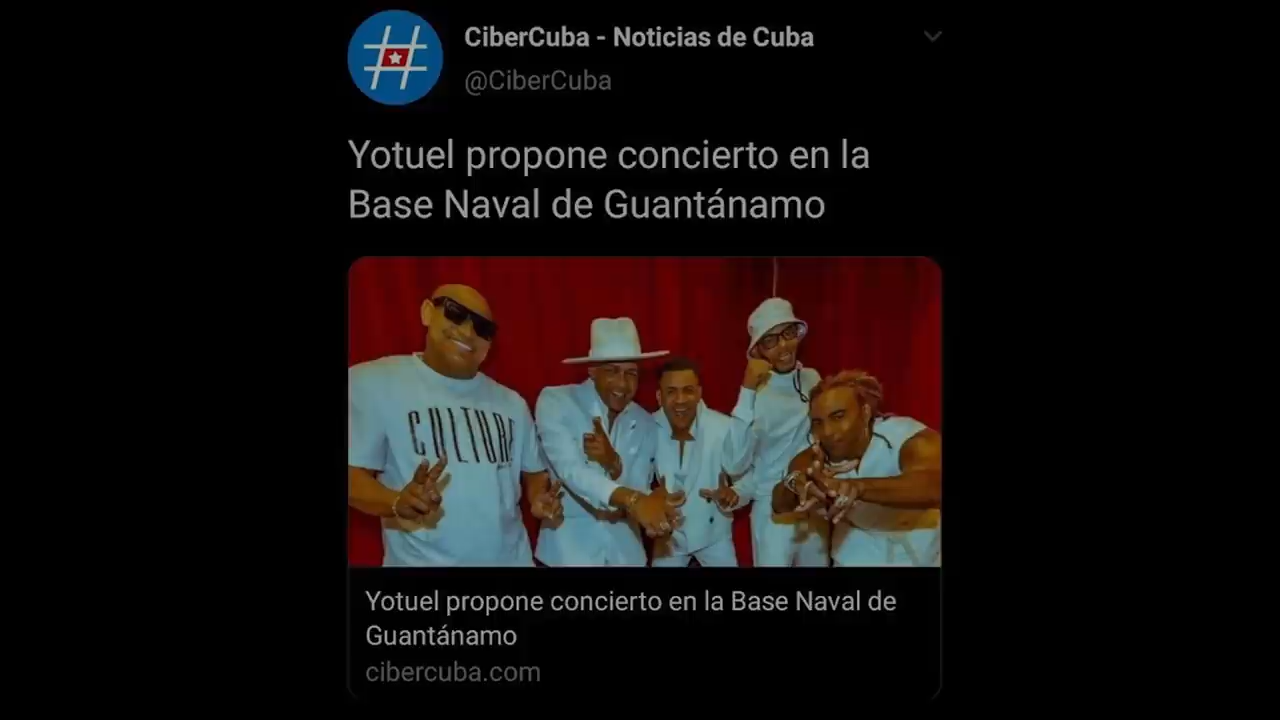 CiberCuba - Noticias de Cuba
@CiberCuba
Yotuel propone concierto en la
Base Naval de Guantánamo
CULTURE
Yotuel propone concierto en la Base Naval de
Guantánamo
cibercuba.com